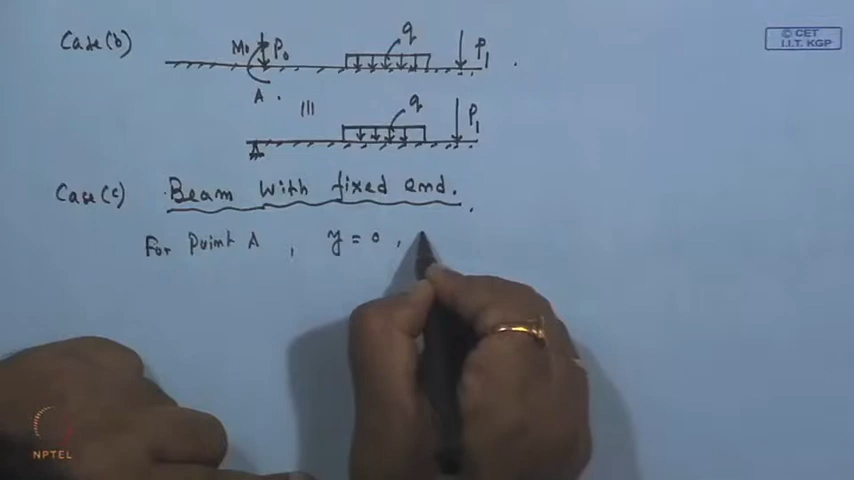 Case(b) M₀ P₀ q P₁
A
q P₁
Case(c) Beam with fixed end.
For Point A , y = 0 ,
© CET
I.I.T. KGP
NPTEL